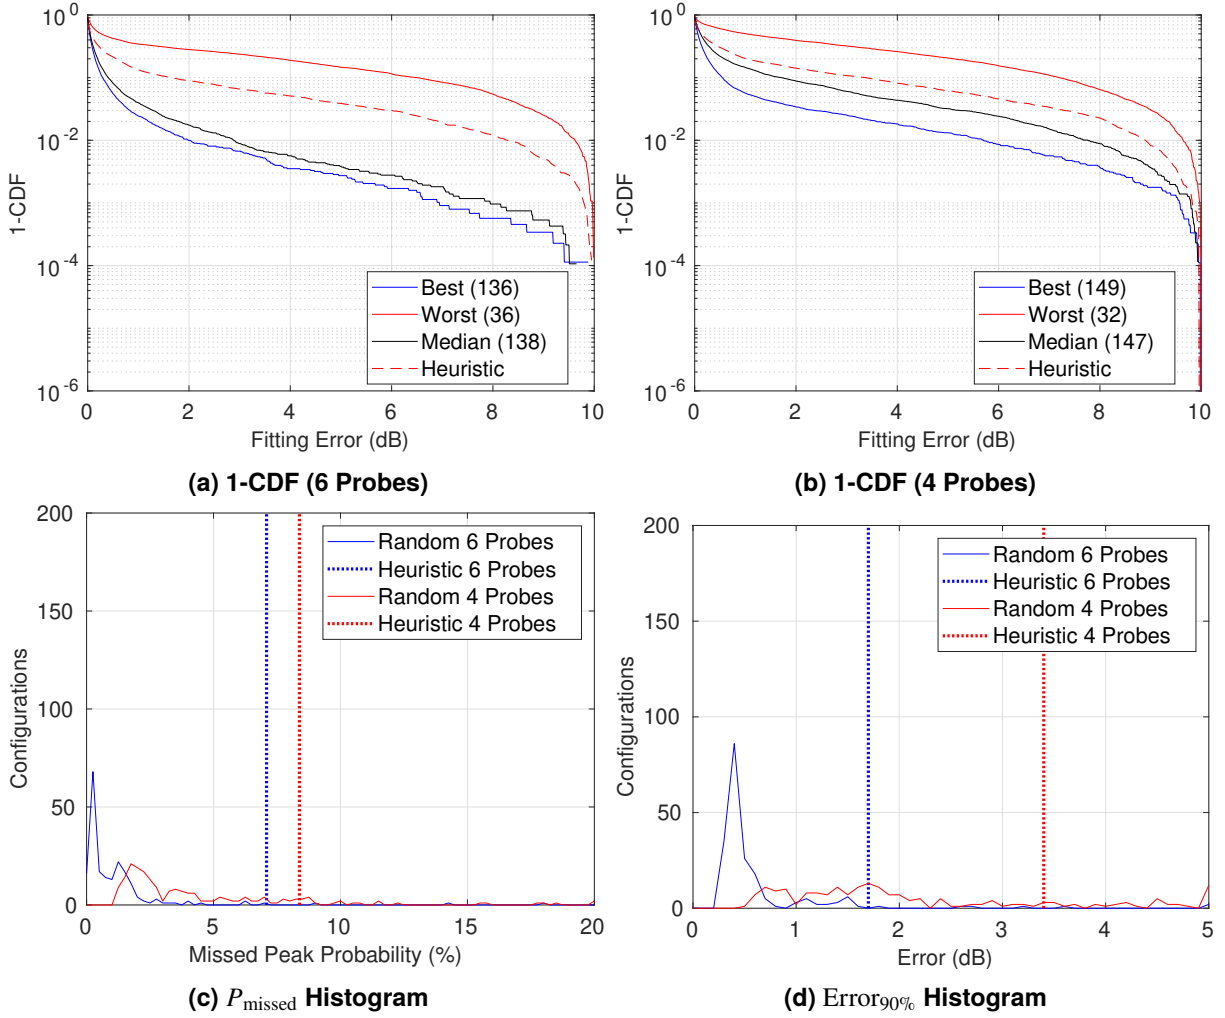 10^0
10^-2
10^-4
10^-6
1-CDF
0 2 4 6 8 10
Fitting Error (dB)
Best (136)
Worst (36)
Median (138)
Heuristic
(a) 1-CDF (6 Probes)
10^0
10^-2
10^-4
10^-6
1-CDF
0 2 4 6 8 10
Fitting Error (dB)
Best (149)
Worst (32)
Median (147)
Heuristic
(b) 1-CDF (4 Probes)
200
150
100
50
0
Configurations
0 5 10 15 20
Missed Peak Probability (%)
Random 6 Probes
Heuristic 6 Probes
Random 4 Probes
Heuristic 4 Probes
(c) P_missed Histogram
200
150
100
50
0
Configurations
0 1 2 3 4 5
Error (dB)
Random 6 Probes
Heuristic 6 Probes
Random 4 Probes
Heuristic 4 Probes
(d) Error_90% Histogram